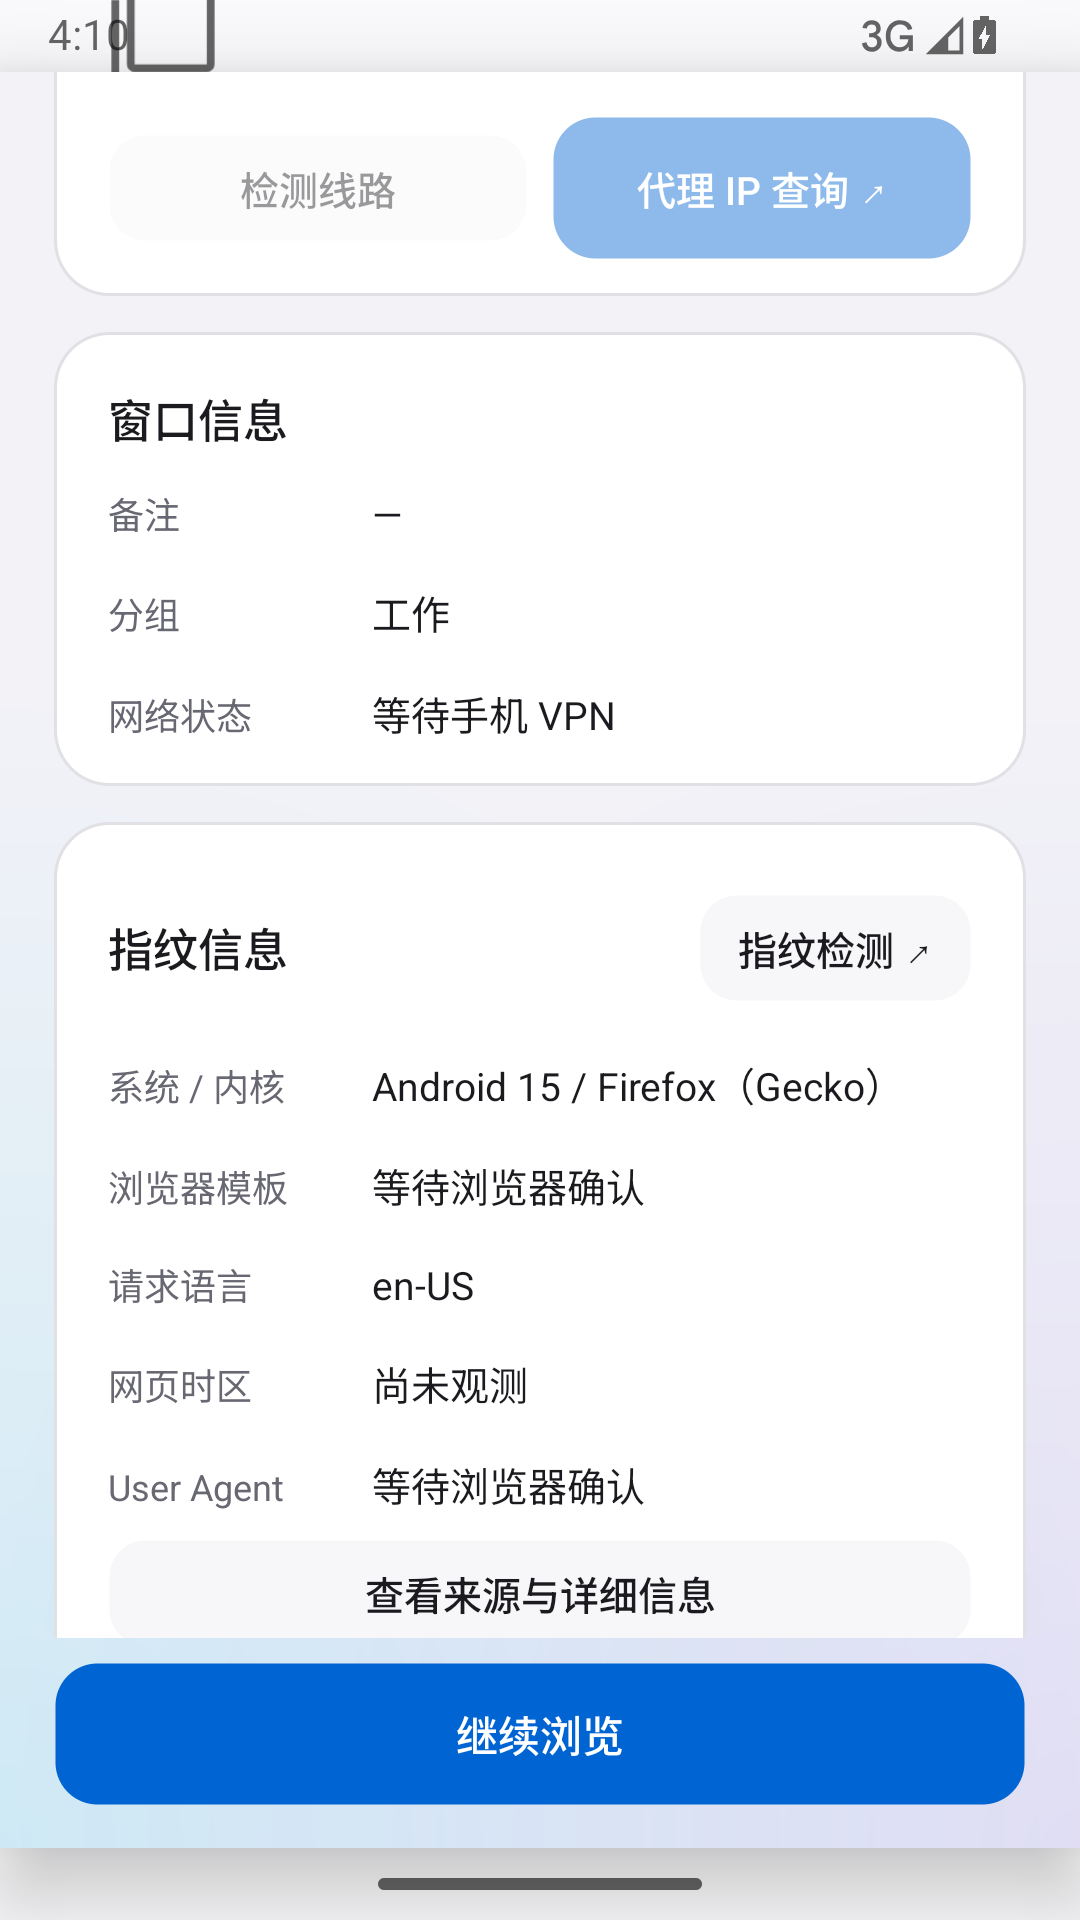 4:10
3G
检测线路
代理 IP 查询 ↗
窗口信息
备注 —
分组 工作
网络状态 等待手机 VPN
指纹信息 指纹检测 ↗
系统 / 内核 Android 15 / Firefox（Gecko）
浏览器模板 等待浏览器确认
请求语言 en-US
网页时区 尚未观测
User Agent 等待浏览器确认
查看来源与详细信息
继续浏览